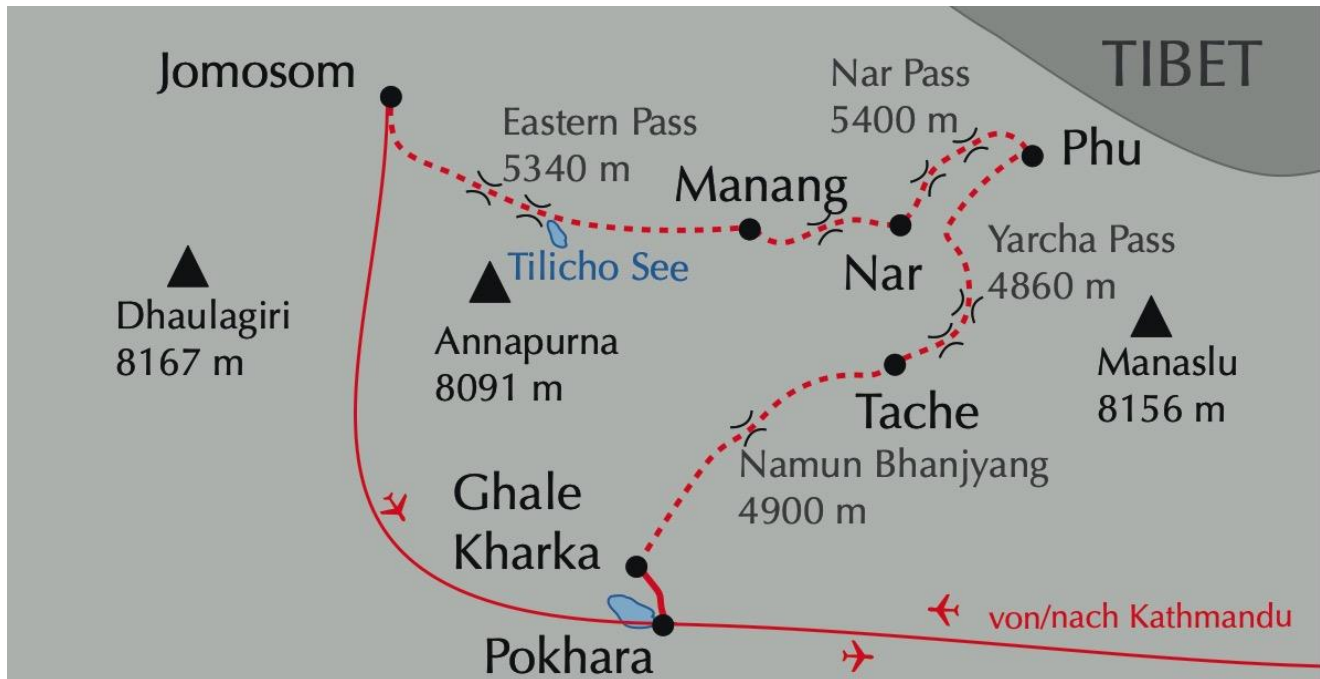 TIBET
Jomosom
Nar Pass
5400 m
Eastern Pass
5340 m
Phu
Manang
Yarcha Pass
4860 m
Nar
Tilicho See
Dhaulagiri
8167 m
Annapurna
8091 m
Manaslu
8156 m
Tache
Namun Bhanjyang
4900 m
Ghale
Kharka
von/nach Kathmandu
Pokhara